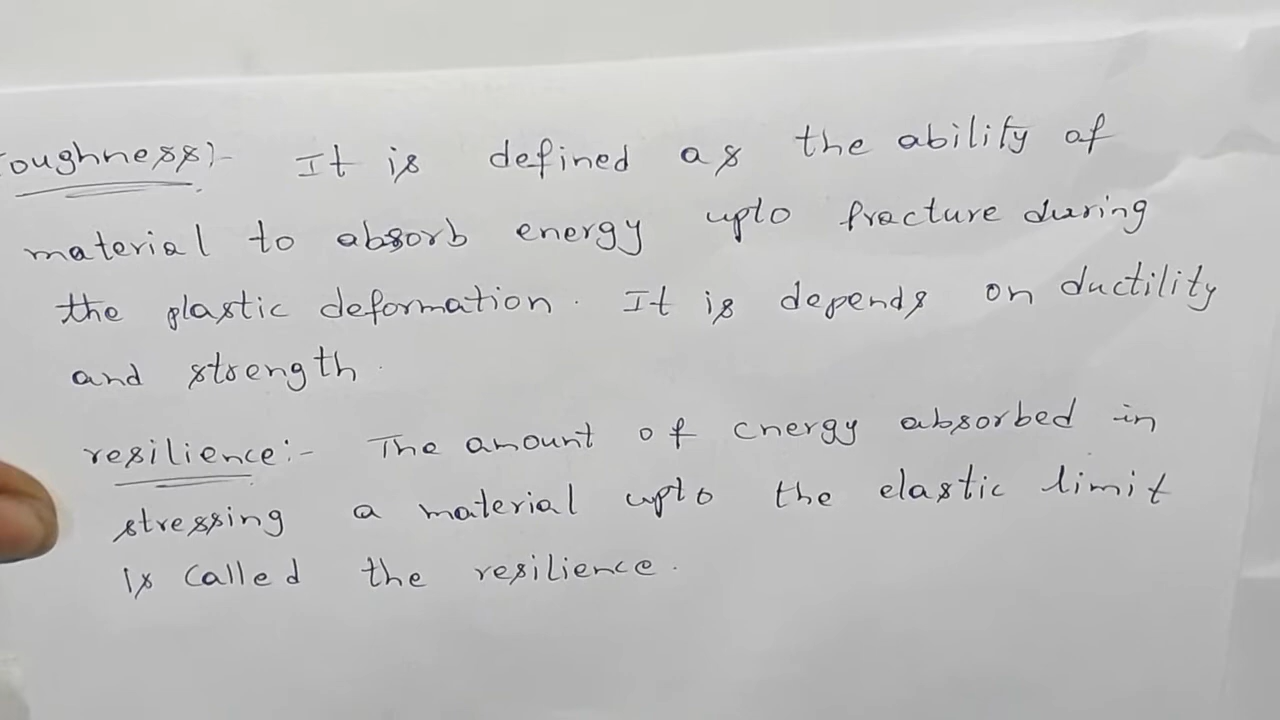 toughness:- It is defined as the ability of
material to absorb energy upto fracture during
the plastic deformation. It is depends on ductility
and strength.
resilience:- The amount of energy absorbed in
stressing a material upto the elastic limit
is called the resilience.